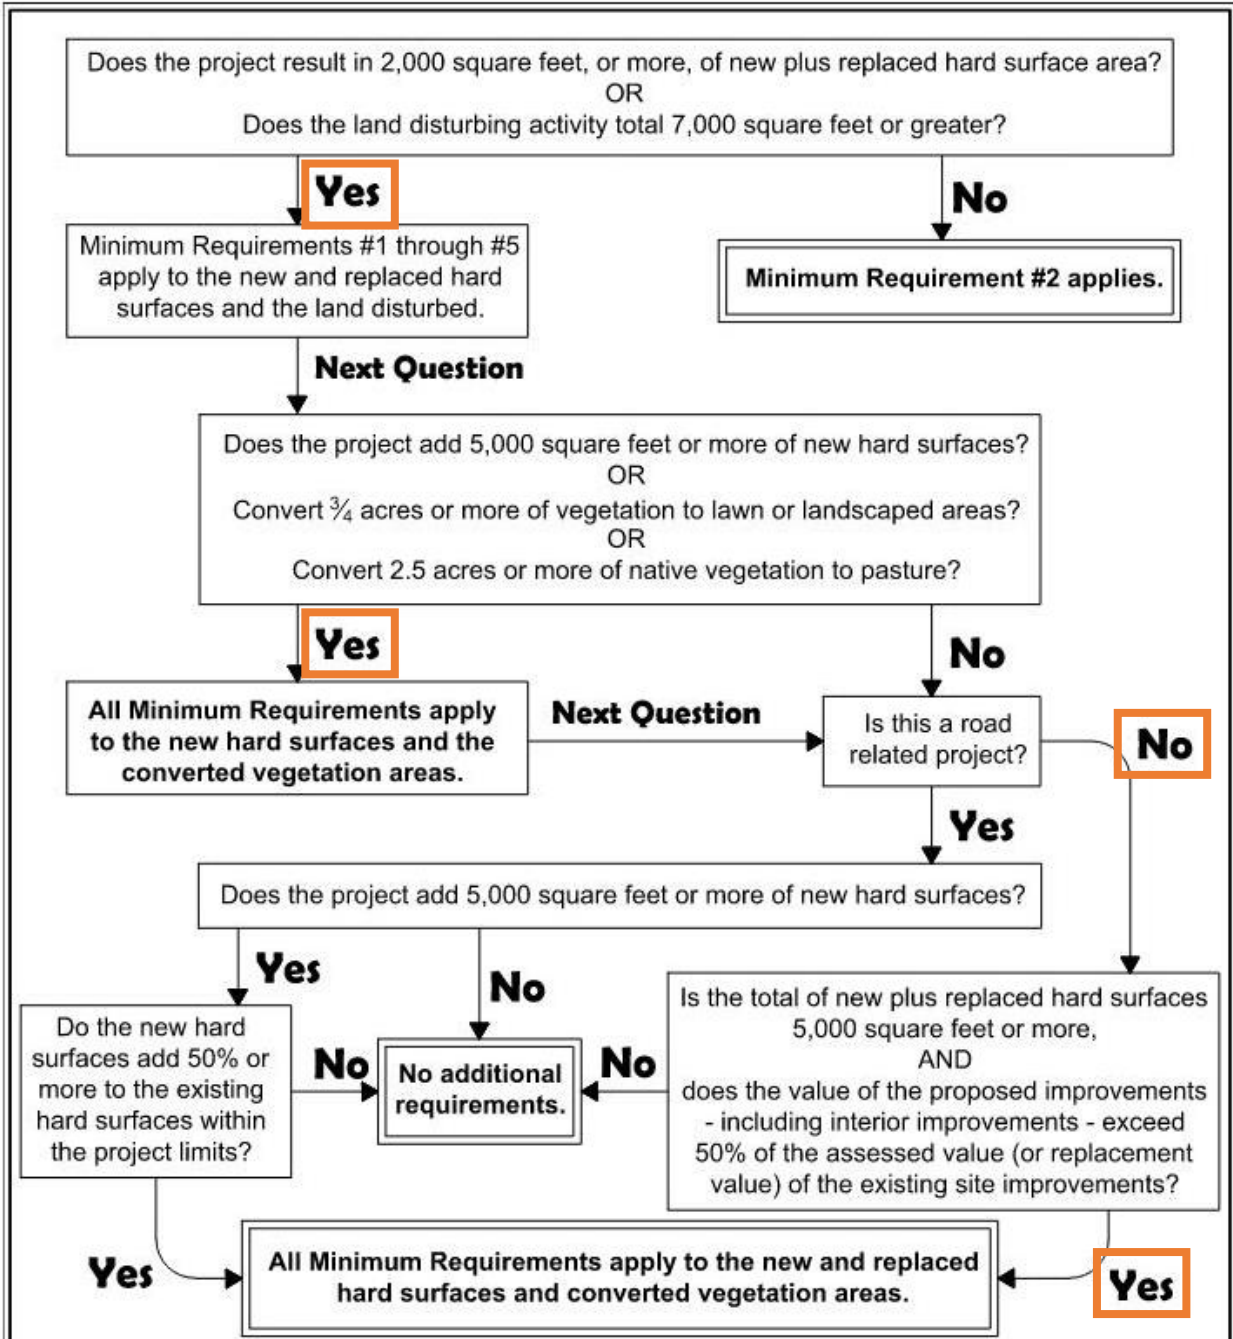 Does the project result in 2,000 square feet, or more, of new plus replaced hard surface area?
OR
Does the land disturbing activity total 7,000 square feet or greater?
Yes
No
Minimum Requirements #1 through #5
apply to the new and replaced hard
surfaces and the land disturbed.
Minimum Requirement #2 applies.
Next Question
Does the project add 5,000 square feet or more of new hard surfaces?
OR
Convert ¾ acres or more of vegetation to lawn or landscaped areas?
OR
Convert 2.5 acres or more of native vegetation to pasture?
Yes
No
All Minimum Requirements apply
to the new hard surfaces and the
converted vegetation areas.
Next Question
Is this a road
related project?
No
Yes
Does the project add 5,000 square feet or more of new hard surfaces?
Yes
No
Do the new hard
surfaces add 50% or
more to the existing
hard surfaces within
the project limits?
No
No additional
requirements.
No
Is the total of new plus replaced hard surfaces
5,000 square feet or more,
AND
does the value of the proposed improvements
- including interior improvements - exceed
50% of the assessed value (or replacement
value) of the existing site improvements?
Yes
All Minimum Requirements apply to the new and replaced
hard surfaces and converted vegetation areas.
Yes